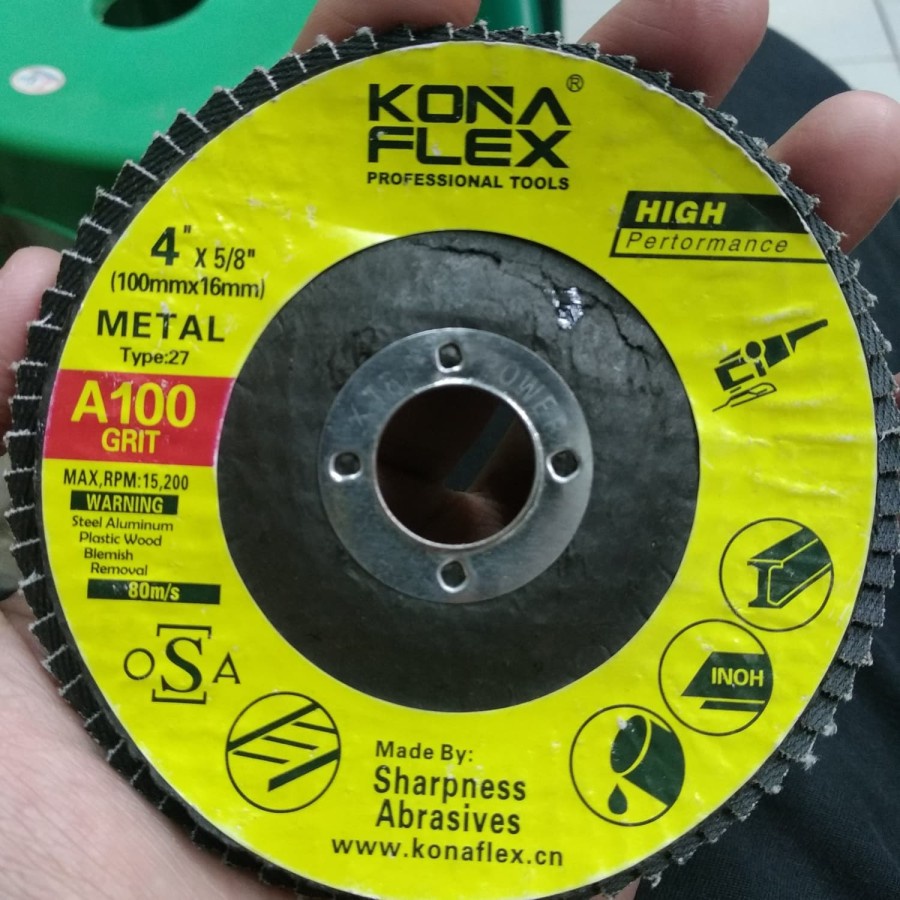 KONA
FLEX
®
PROFESSIONAL TOOLS
HIGH
Pertormance
4" X 5/8"
(100mmx16mm)
METAL
Type:27
A100
GRIT
MAX,RPM:15,200
WARNING
Steel Aluminum
Plastic Wood
Blemish
Removal
80m/s
OSA
INOH
Made By:
Sharpness
Abrasives
www.konaflex.cn